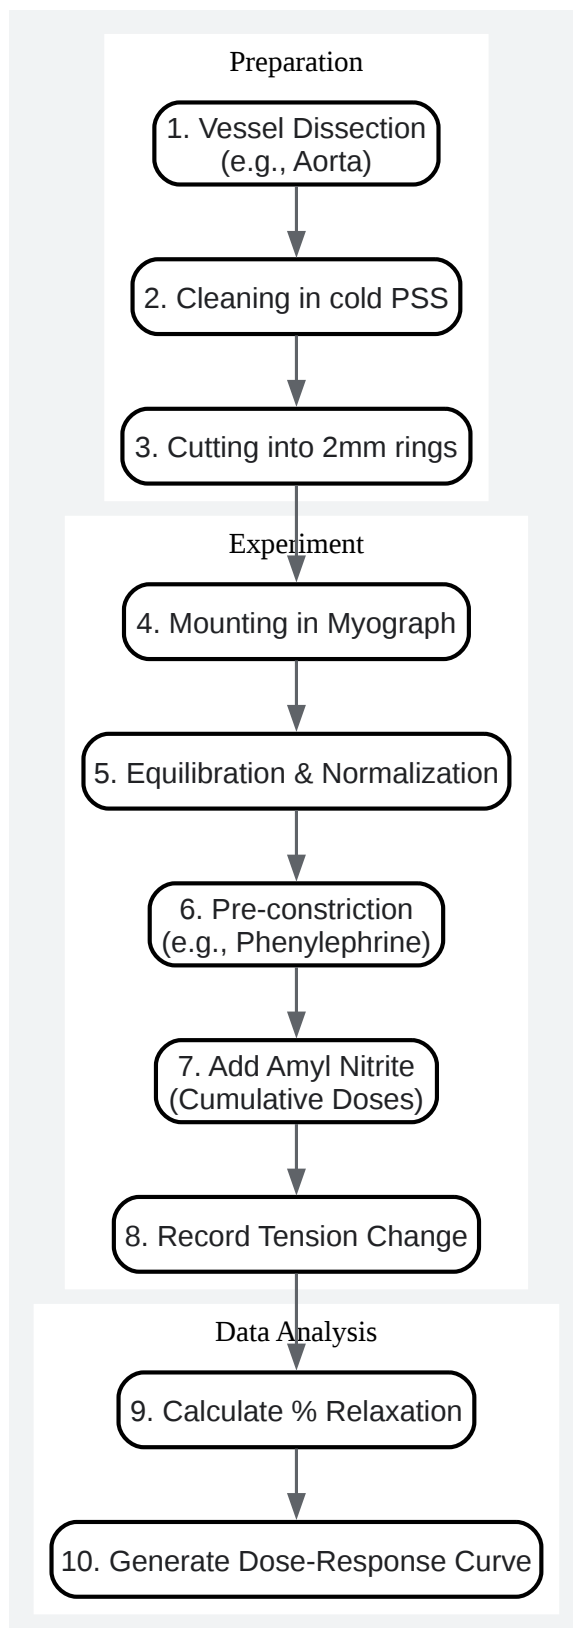 Preparation
1. Vessel Dissection
(e.g., Aorta)
2. Cleaning in cold PSS
3. Cutting into 2mm rings
Experiment
4. Mounting in Myograph
5. Equilibration & Normalization
6. Pre-constriction
(e.g., Phenylephrine)
7. Add Amyl Nitrite
(Cumulative Doses)
8. Record Tension Change
Data Analysis
9. Calculate % Relaxation
10. Generate Dose-Response Curve